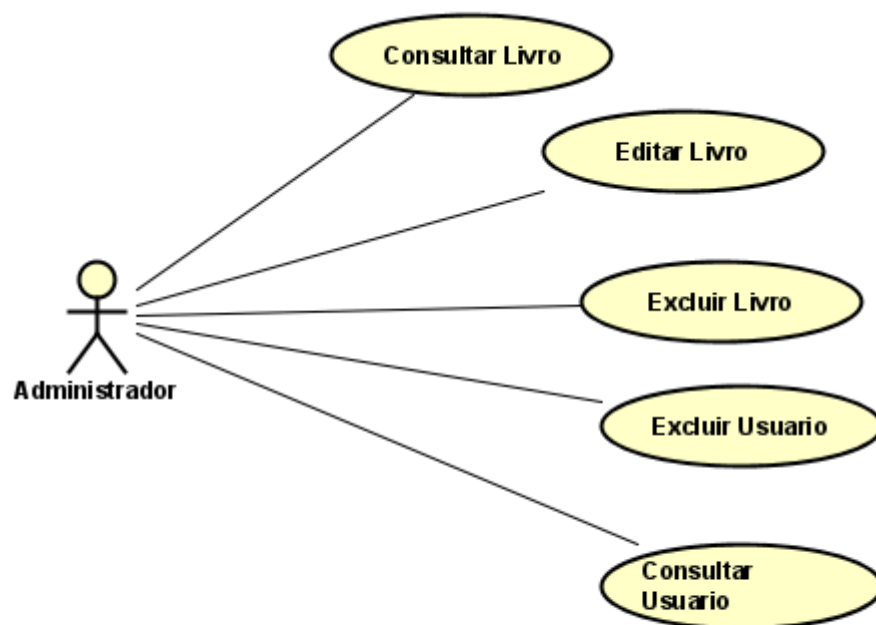 Consultar Livro
Editar Livro
Excluir Livro
Administrador
Excluir Usuario
Consultar
Usuario